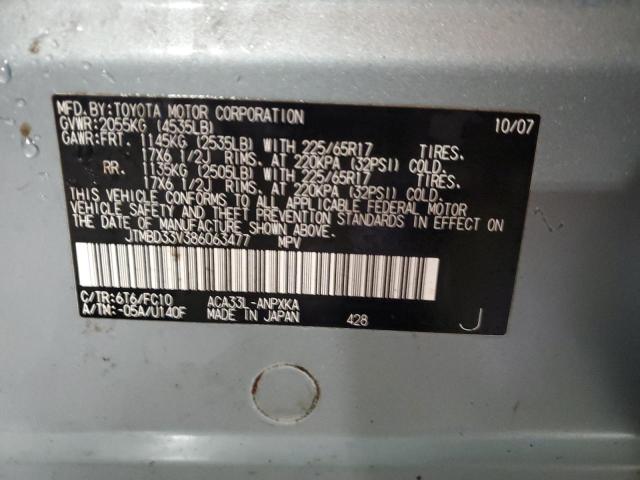 MFD.BY:TOYOTA MOTOR CORPORATION 10/07
GVWR:2055KG (4535LB)
GAWR:FRT. 1145KG (2535LB) WITH 225/65R17 TIRES.
17X6 1/2J RIMS. AT 220KPA (32PSI) COLD.
RR. 1135KG (2505LB) WITH 225/65R17 TIRES.
17X6 1/2J RIMS. AT 220KPA (32PSI) COLD.
THIS VEHICLE CONFORMS TO ALL APPLICABLE FEDERAL MOTOR
VEHICLE SAFETY AND THEFT PREVENTION STANDARDS IN EFFECT ON
THE DATE OF MANUFACTURE SHOWN ABOVE.
JTMBD33V386063477 MPV
C/TR:6T6/FC10 ACA33L-ANPXKA
A/TM:-05A/U140F MADE IN JAPAN 428 J